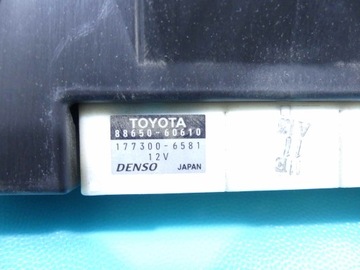 TOYOTA
88650-60610
177300-6581
12V
DENSO JAPAN